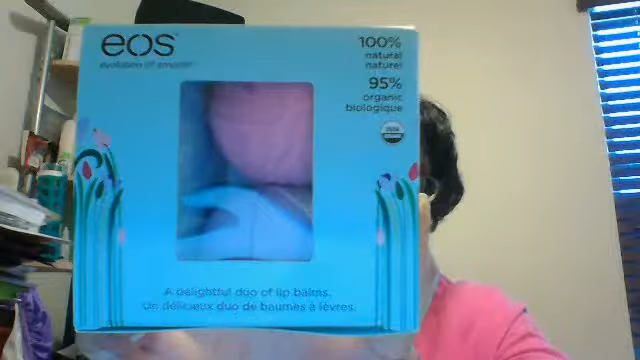 eos
evolution of smooth
100%
natural
naturel
95%
organic
biologique
USDA
A delightful duo of lip balms.
Un délicieux duo de baumes à lèvres.